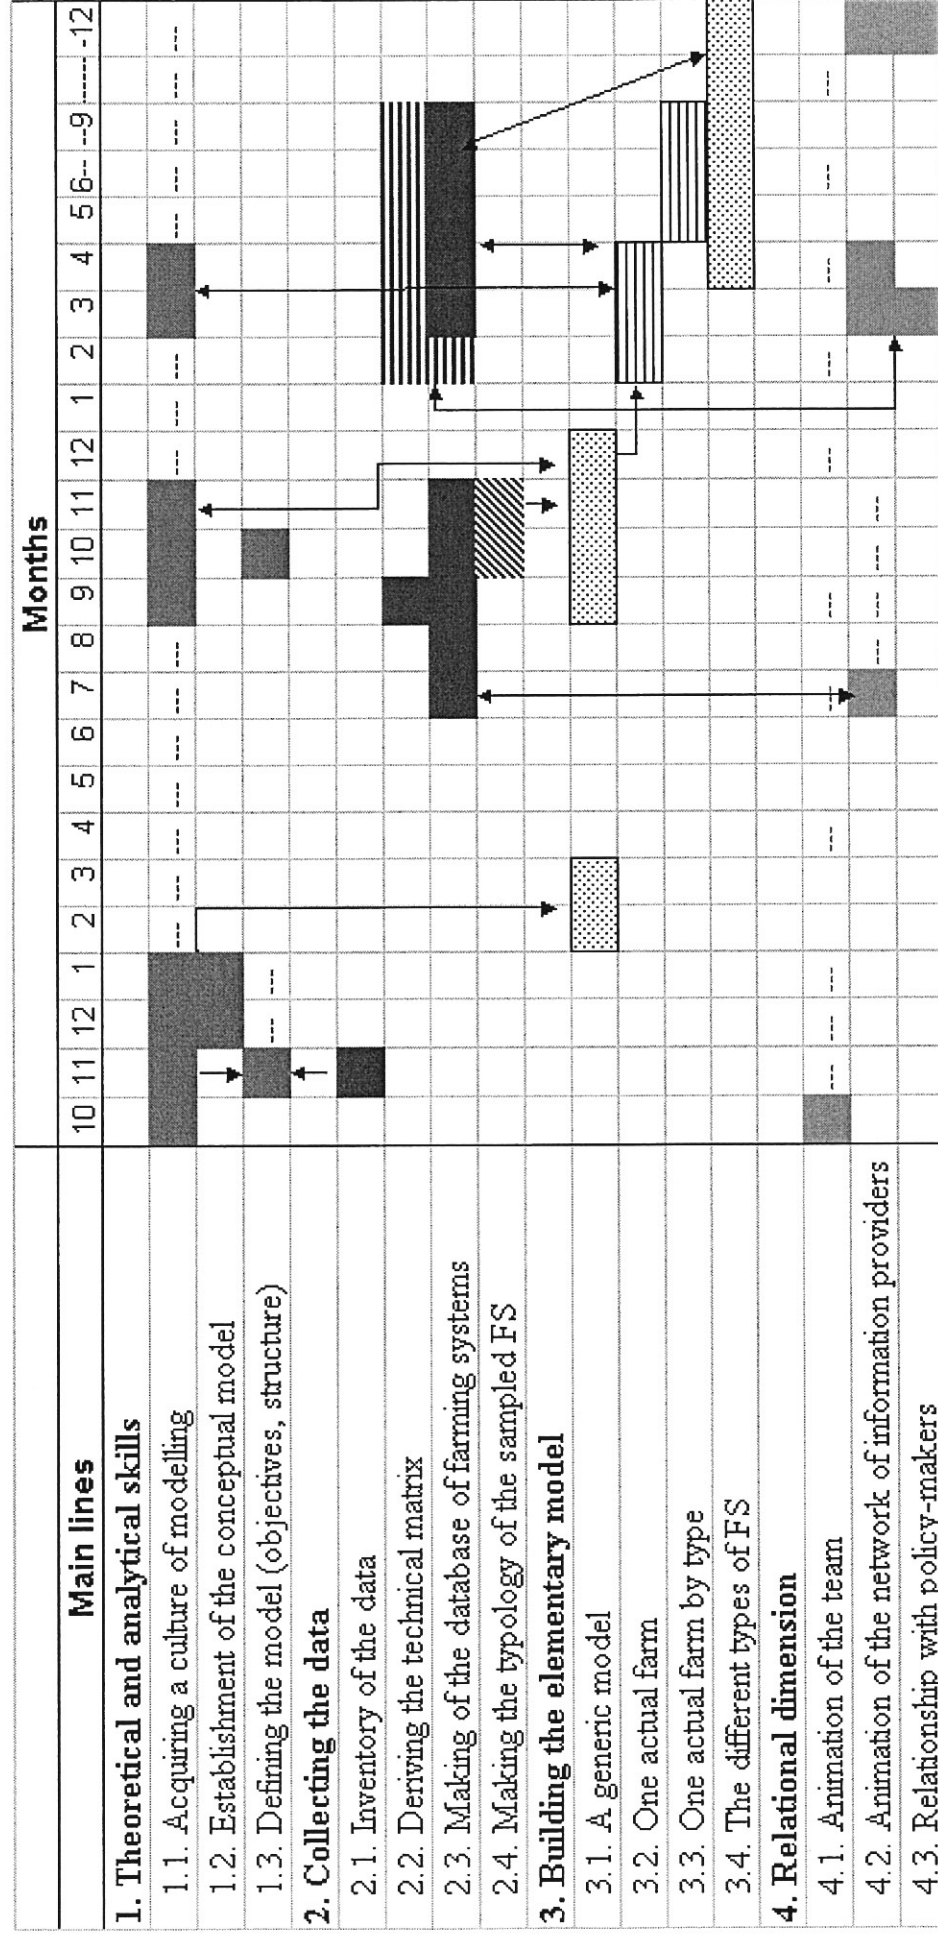 Months
Main lines
10 11 12 1 2 3 4 5 6 7 8 9 10 11 12 1 2 3 4 5 6-- --9 ------ -12
1. Theoretical and analytical skills
1.1. Acquiring a culture of modelling
1.2. Establishment of the conceptual model
1.3. Defining the model (objectives, structure)
2. Collecting the data
2.1. Inventory of the data
2.2. Deriving the technical matrix
2.3. Making of the database of farming systems
2.4. Making the typology of the sampled FS
3. Building the elementary model
3.1. A generic model
3.2. One actual farm
3.3. One actual farm by type
3.4. The different types of FS
4. Relational dimension
4.1. Animation of the team
4.2. Animation of the network of information providers
4.3. Relationship with policy-makers